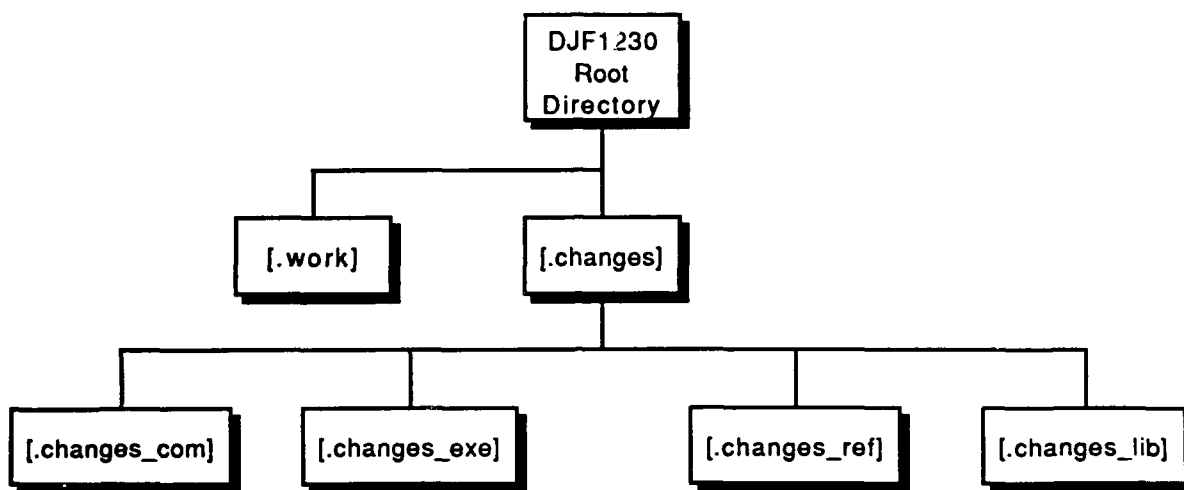 DJF1230
Root
Directory
[.work]
[.changes]
[.changes_com]
[.changes_exe]
[.changes_ref]
[.changes_lib]